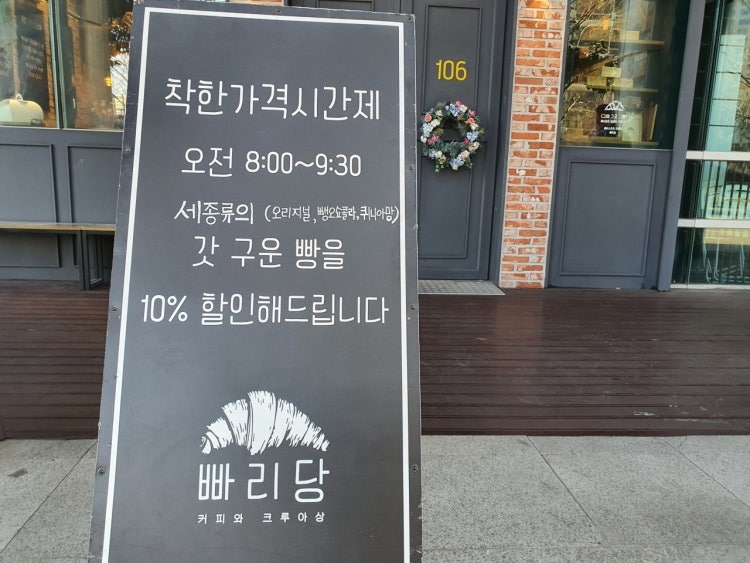 착한가격시간제
오전 8:00~9:30
세종류의 (오리지널, 뺑오쇼콜라, 퀴니아망)
갓 구운 빵을
10% 할인해드립니다
빠리당
커피와 크루아상
106